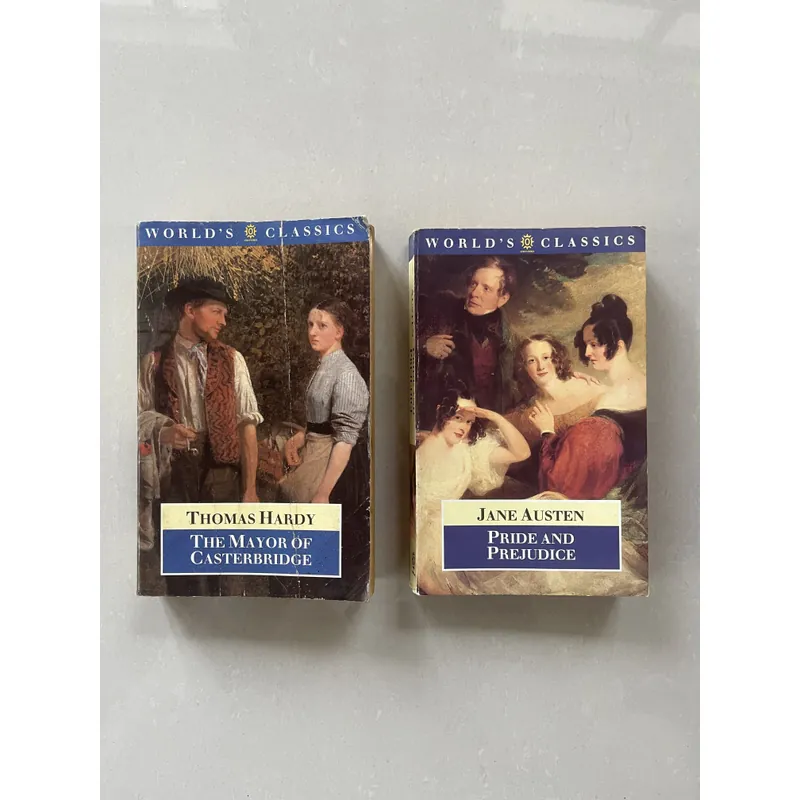 WORLD'S CLASSICS
THOMAS HARDY
THE MAYOR OF
CASTERBRIDGE
WORLD'S CLASSICS
JANE AUSTEN
PRIDE AND
PREJUDICE